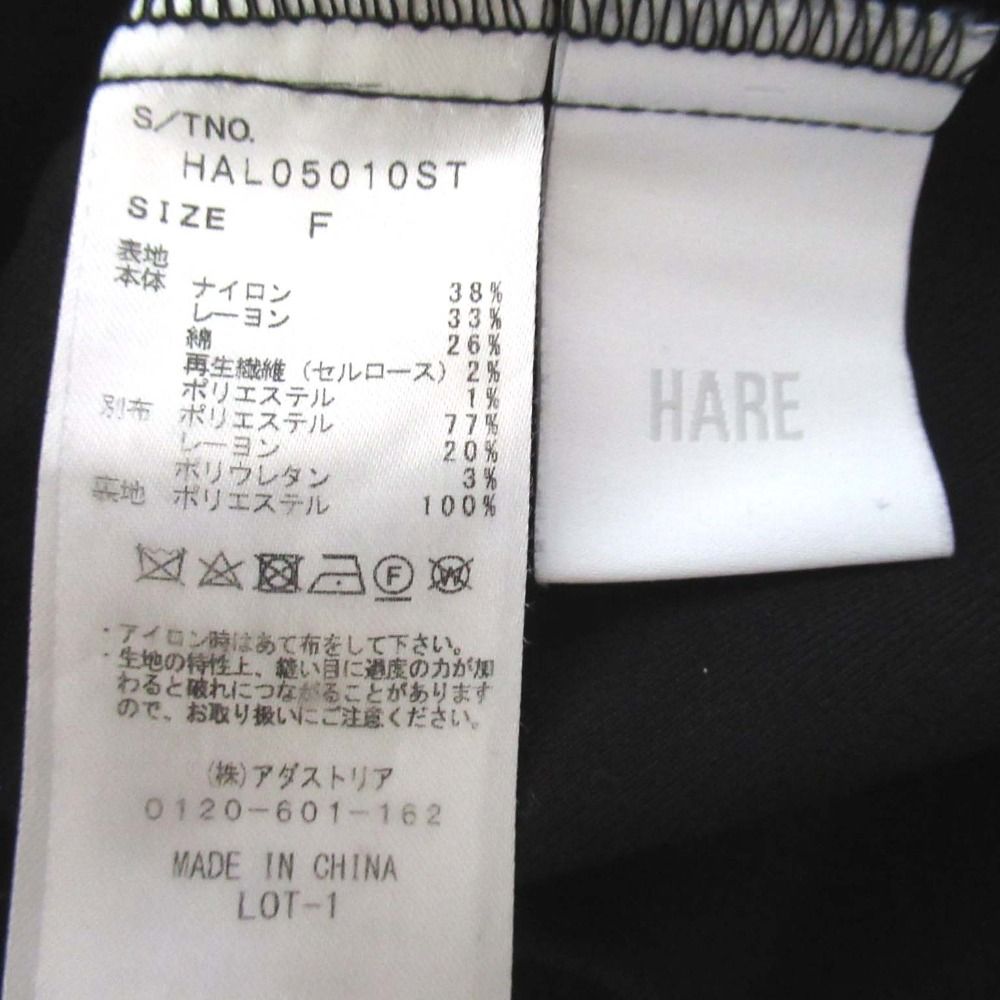 S/TNO.
HAL05010ST
SIZE F
表地
本体
ナイロン 38%
レーヨン 33%
綿 26%
再生繊維(セルロース) 2%
ポリエステル 1%
別布 ポリエステル 77%
レーヨン 20%
ポリウレタン 3%
裏地 ポリエステル 100%
F W
・アイロン時はあて布をして下さい。
・生地の特性上、縫い目に過度の力が加
わると破れにつながることがあります
ので、お取り扱いにご注意ください。
(株)アダストリア
0120-601-162
MADE IN CHINA
LOT-1
HARE